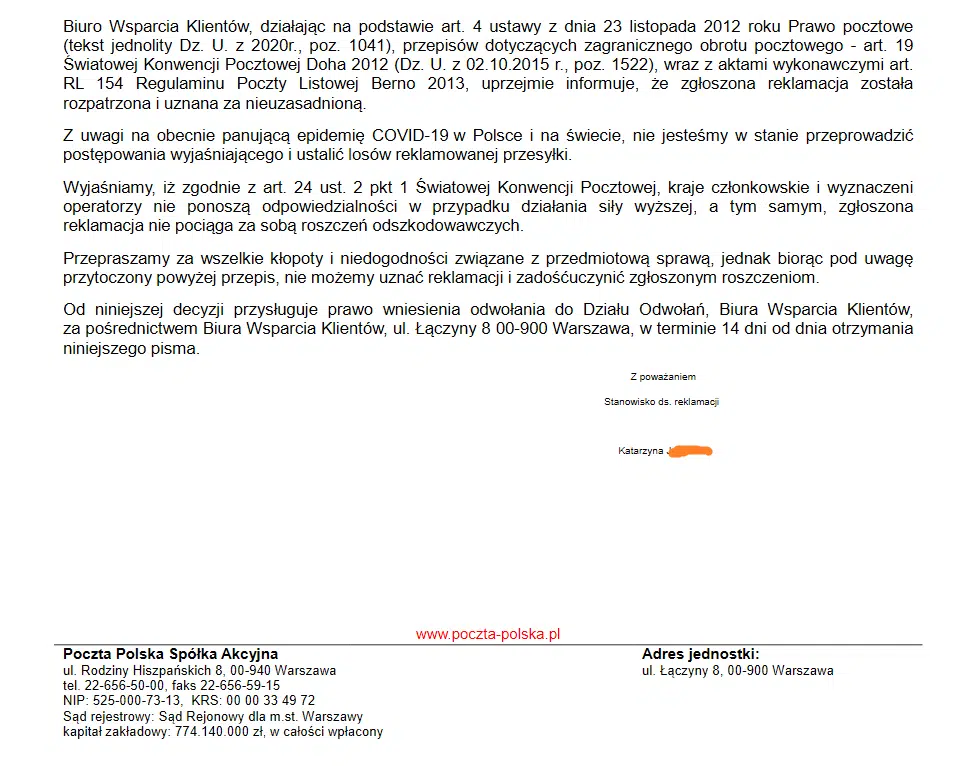 Biuro Wsparcia Klientów, działając na podstawie art. 4 ustawy z dnia 23 listopada 2012 roku Prawo pocztowe
(tekst jednolity Dz. U. z 2020r., poz. 1041), przepisów dotyczących zagranicznego obrotu pocztowego - art. 19
Światowej Konwencji Pocztowej Doha 2012 (Dz. U. z 02.10.2015 r., poz. 1522), wraz z aktami wykonawczymi art.
RL 154 Regulaminu Poczty Listowej Berno 2013, uprzejmie informuje, że zgłoszona reklamacja została
rozpatrzona i uznana za nieuzasadnioną.
Z uwagi na obecnie panującą epidemię COVID-19 w Polsce i na świecie, nie jesteśmy w stanie przeprowadzić
postępowania wyjaśniającego i ustalić losów reklamowanej przesyłki.
Wyjaśniamy, iż zgodnie z art. 24 ust. 2 pkt 1 Światowej Konwencji Pocztowej, kraje członkowskie i wyznaczeni
operatorzy nie ponoszą odpowiedzialności w przypadku działania siły wyższej, a tym samym, zgłoszona
reklamacja nie pociąga za sobą roszczeń odszkodowawczych.
Przepraszamy za wszelkie kłopoty i niedogodności związane z przedmiotową sprawą, jednak biorąc pod uwagę
przytoczony powyżej przepis, nie możemy uznać reklamacji i zadośćuczynić zgłoszonym roszczeniom.
Od niniejszej decyzji przysługuje prawo wniesienia odwołania do Działu Odwołań, Biura Wsparcia Klientów,
za pośrednictwem Biura Wsparcia Klientów, ul. Łączyny 8 00-900 Warszawa, w terminie 14 dni od dnia otrzymania
niniejszego pisma.
Z poważaniem
Stanowisko ds. reklamacji
Katarzyna
www.poczta-polska.pl
Poczta Polska Spółka Akcyjna
ul. Rodziny Hiszpańskich 8, 00-940 Warszawa
tel. 22-656-50-00, faks 22-656-59-15
NIP: 525-000-73-13, KRS: 00 00 33 49 72
Sąd rejestrowy: Sąd Rejonowy dla m.st. Warszawy
kapitał zakładowy: 774.140.000 zł, w całości wpłacony
Adres jednostki:
ul. Łączyny 8, 00-900 Warszawa